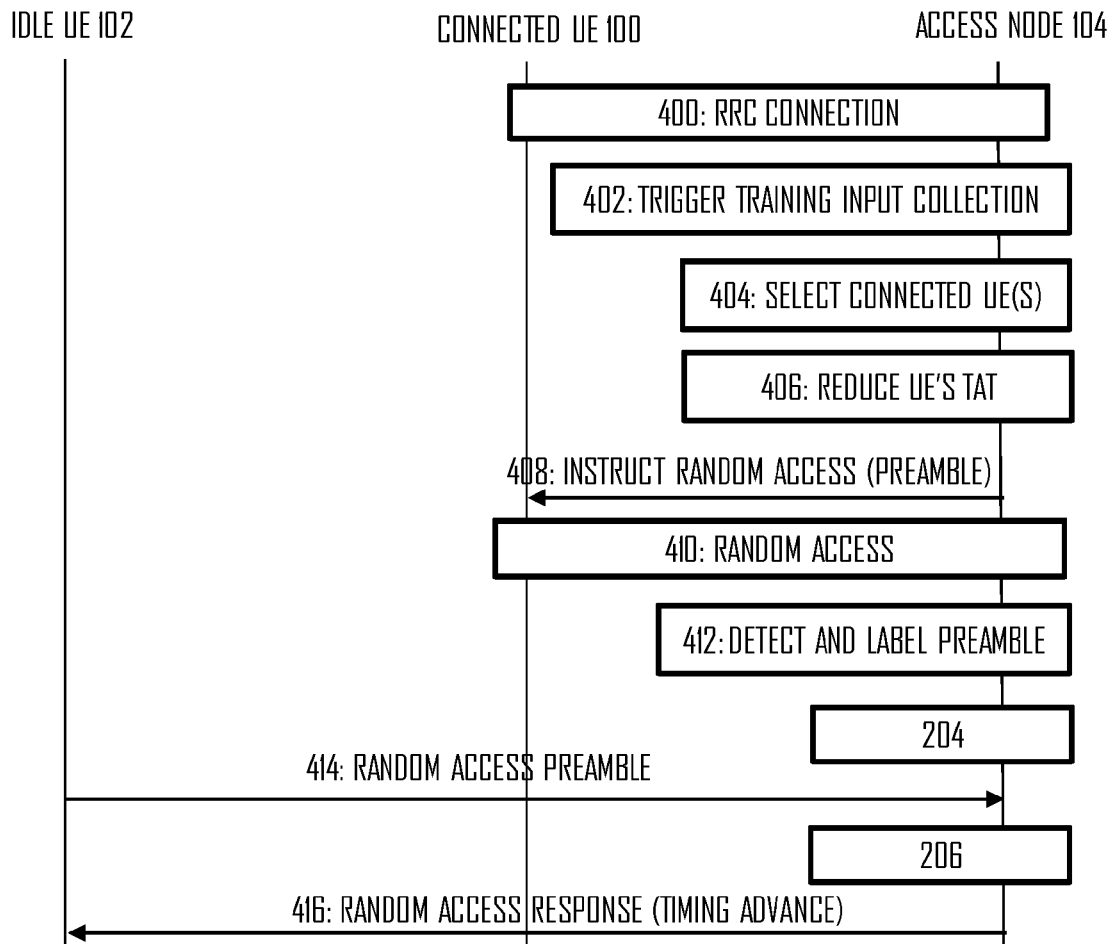 IDLE UE 102
CONNECTED UE 100
ACCESS NODE 104
400: RRC CONNECTION
402: TRIGGER TRAINING INPUT COLLECTION
404: SELECT CONNECTED UE(S)
406: REDUCE UE'S TAT
408: INSTRUCT RANDOM ACCESS (PREAMBLE)
410: RANDOM ACCESS
412: DETECT AND LABEL PREAMBLE
204
414: RANDOM ACCESS PREAMBLE
206
416: RANDOM ACCESS RESPONSE (TIMING ADVANCE)